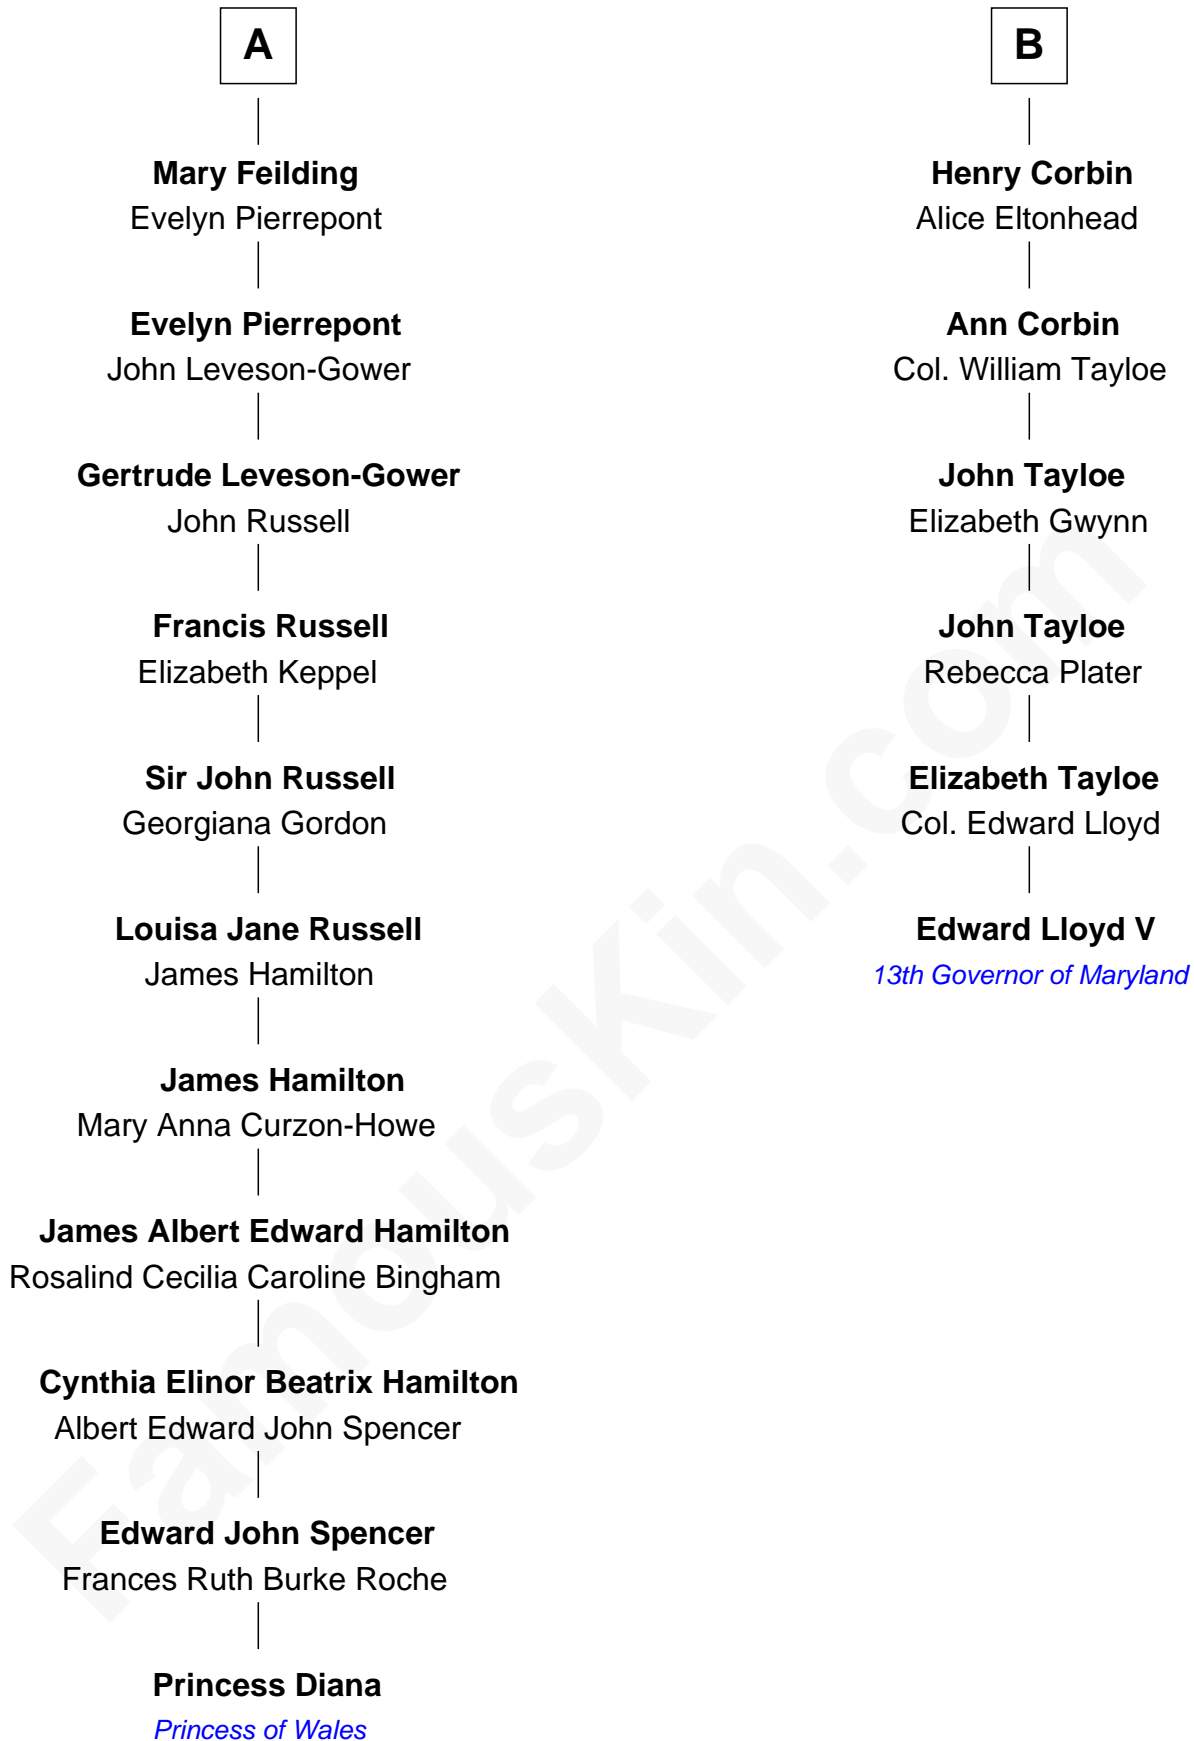 A
Mary Feilding
Evelyn Pierrepont
Evelyn Pierrepont
John Leveson-Gower
Gertrude Leveson-Gower
John Russell
Francis Russell
Elizabeth Keppel
Sir John Russell
Georgiana Gordon
Louisa Jane Russell
James Hamilton
James Hamilton
Mary Anna Curzon-Howe
James Albert Edward Hamilton
Rosalind Cecilia Caroline Bingham
Cynthia Elinor Beatrix Hamilton
Albert Edward John Spencer
Edward John Spencer
Frances Ruth Burke Roche
Princess Diana
Princess of Wales
B
Henry Corbin
Alice Eltonhead
Ann Corbin
Col. William Tayloe
John Tayloe
Elizabeth Gwynn
John Tayloe
Rebecca Plater
Elizabeth Tayloe
Col. Edward Lloyd
Edward Lloyd V
13th Governor of Maryland
FamousKin.com